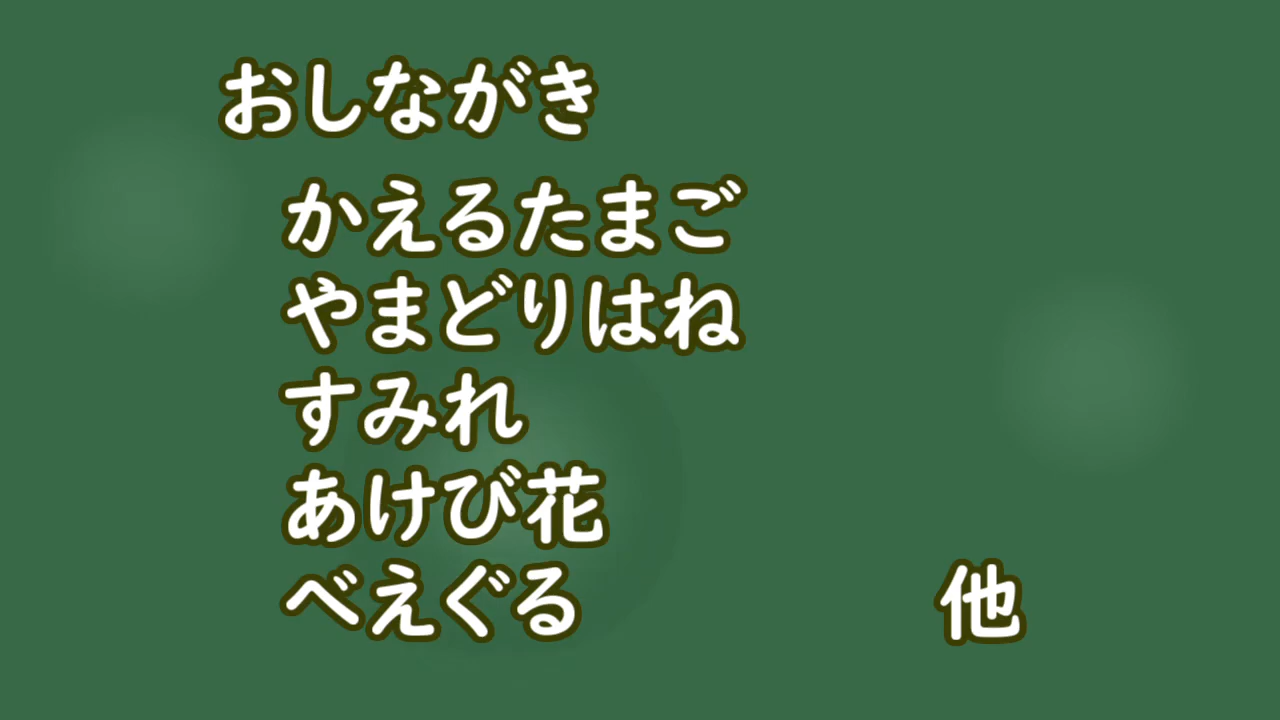 おしながき
かえるたまご
やまどりはね
すみれ
あけび花
べえぐる 他